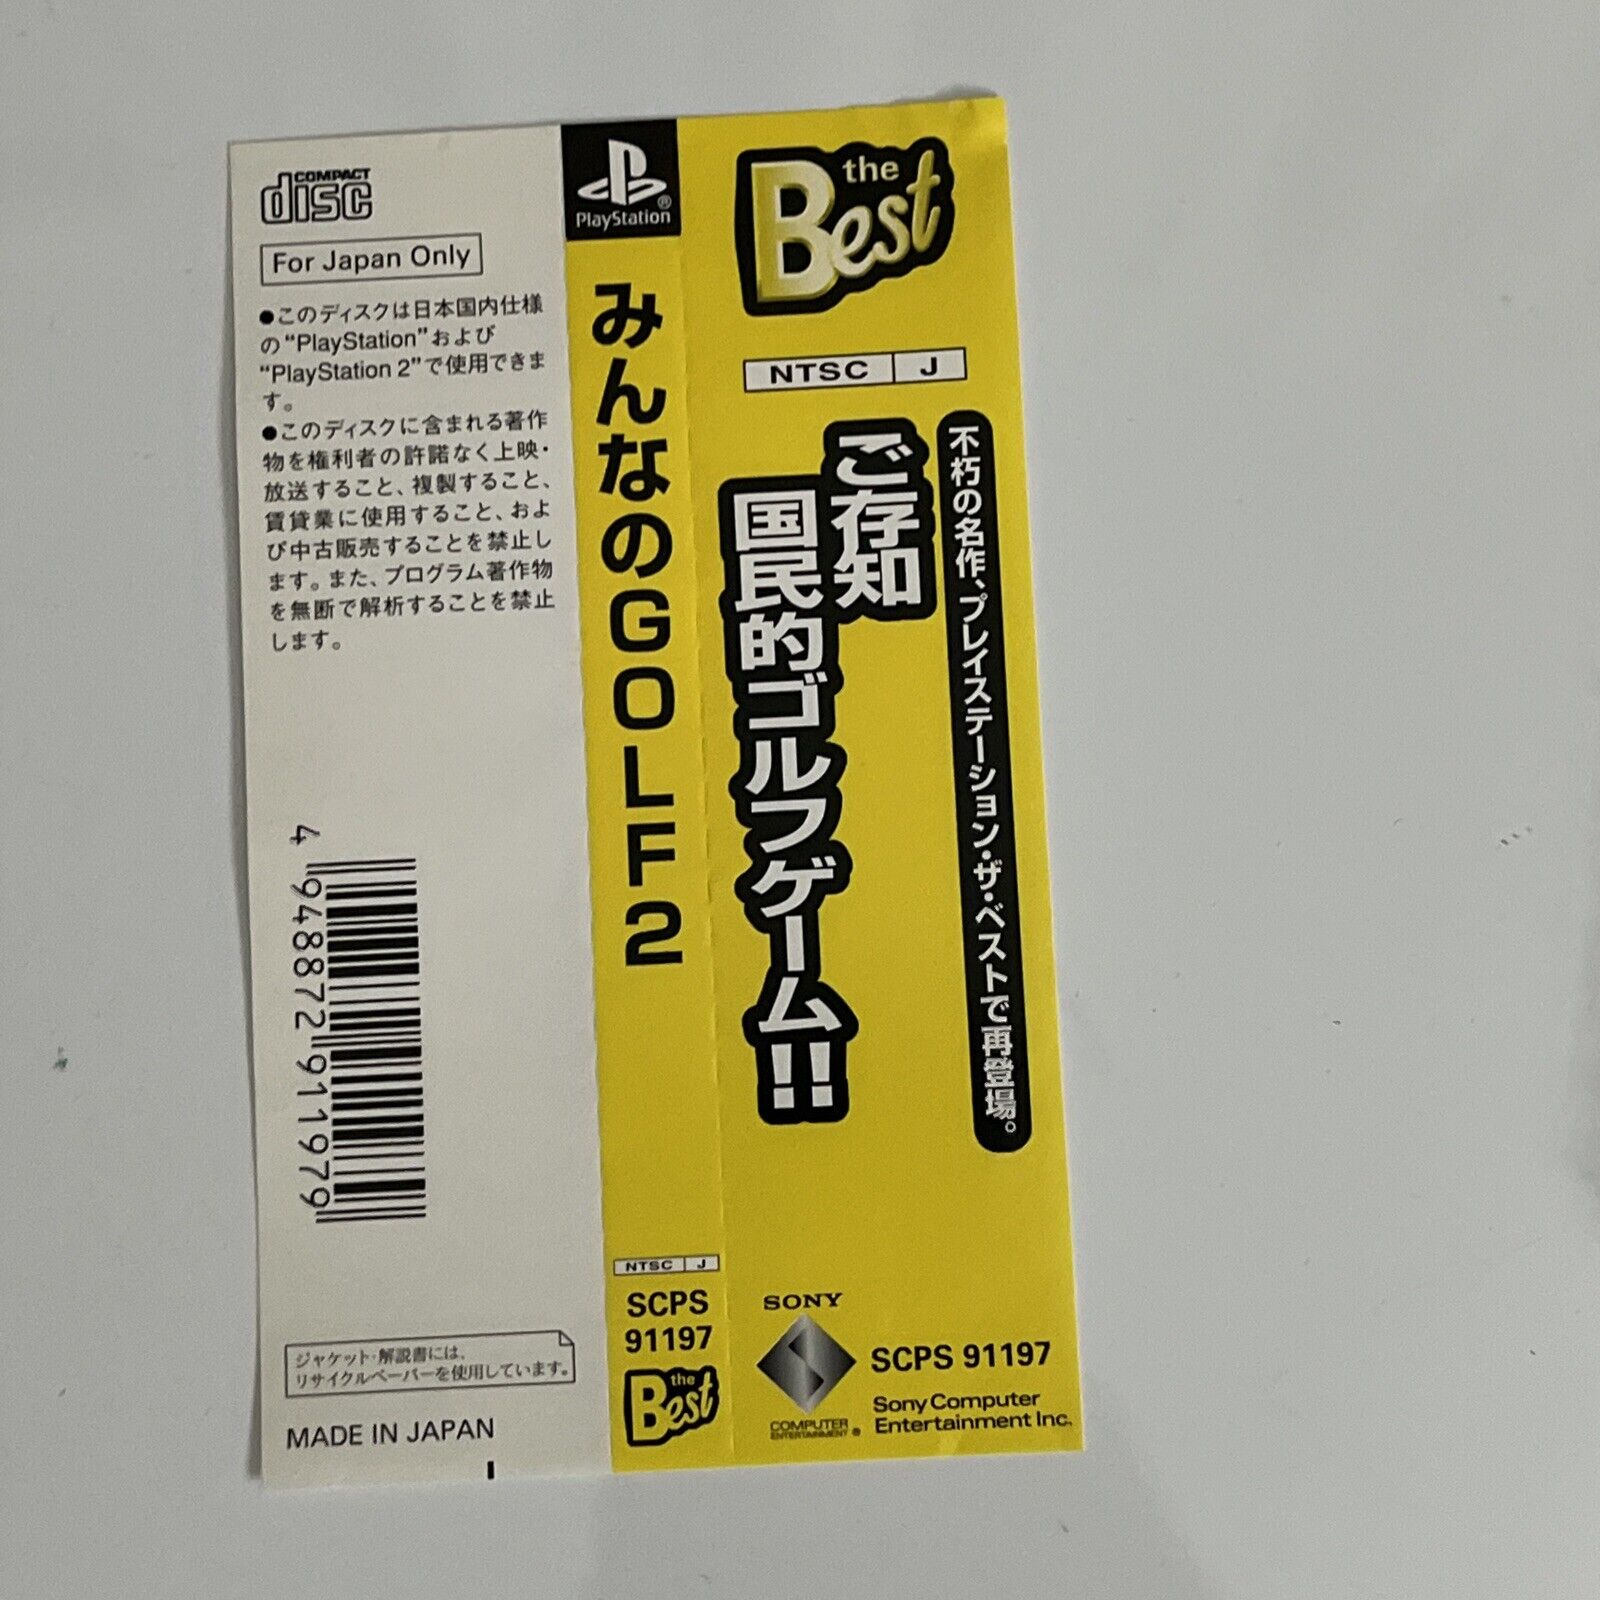 COMPACT
disc
For Japan Only
●このディスクは日本国内仕様
の“PlayStation”および
“PlayStation 2”で使用できま
す。
●このディスクに含まれる著作
物を権利者の許諾なく上映・
放送すること、複製すること、
賃貸業に使用すること、およ
び中古販売することを禁止し
ます。また、プログラム著作物
を無断で解析することを禁止
します。
4 948872 911979
ジャケット・解説書には、
リサイクルペーパーを使用しています。
MADE IN JAPAN
PlayStation
みんなのGOLF2
NTSC J
SCPS
91197
the
Best
the
Best
NTSC J
不朽の名作、プレイステーション・ザ・ベストで再登場。
ご存知
国民的ゴルフゲーム!!
SONY
COMPUTER
ENTERTAINMENT ®
SCPS 91197
Sony Computer
Entertainment Inc.